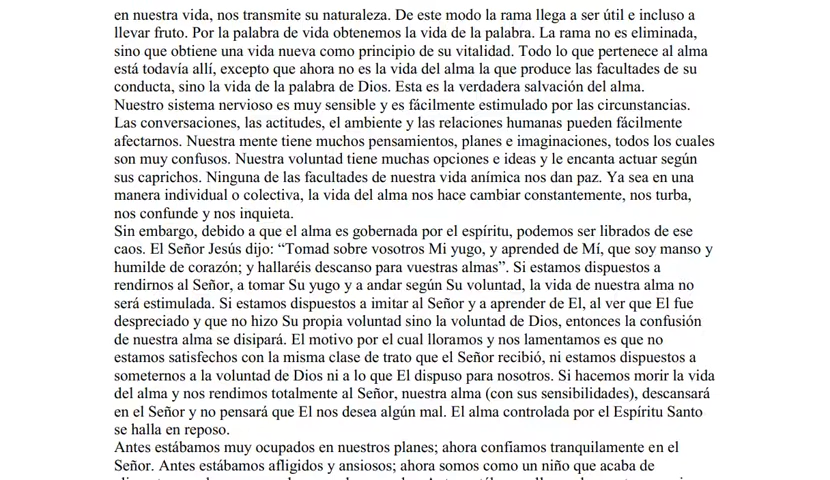 en nuestra vida, nos transmite su naturaleza. De este modo la rama llega a ser útil e incluso a
llevar fruto. Por la palabra de vida obtenemos la vida de la palabra. La rama no es eliminada,
sino que obtiene una vida nueva como principio de su vitalidad. Todo lo que pertenece al alma
está todavía allí, excepto que ahora no es la vida del alma la que produce las facultades de su
conducta, sino la vida de la palabra de Dios. Esta es la verdadera salvación del alma.
Nuestro sistema nervioso es muy sensible y es fácilmente estimulado por las circunstancias.
Las conversaciones, las actitudes, el ambiente y las relaciones humanas pueden fácilmente
afectarnos. Nuestra mente tiene muchos pensamientos, planes e imaginaciones, todos los cuales
son muy confusos. Nuestra voluntad tiene muchas opciones e ideas y le encanta actuar según
sus caprichos. Ninguna de las facultades de nuestra vida anímica nos dan paz. Ya sea en una
manera individual o colectiva, la vida del alma nos hace cambiar constantemente, nos turba,
nos confunde y nos inquieta.
Sin embargo, debido a que el alma es gobernada por el espíritu, podemos ser librados de ese
caos. El Señor Jesús dijo: “Tomad sobre vosotros Mi yugo, y aprended de Mí, que soy manso y
humilde de corazón; y hallaréis descanso para vuestras almas”. Si estamos dispuestos a
rendirnos al Señor, a tomar Su yugo y a andar según Su voluntad, la vida de nuestra alma no
será estimulada. Si estamos dispuestos a imitar al Señor y a aprender de El, al ver que El fue
despreciado y que no hizo Su propia voluntad sino la voluntad de Dios, entonces la confusión
de nuestra alma se disipará. El motivo por el cual lloramos y nos lamentamos es que no
estamos satisfechos con la misma clase de trato que el Señor recibió, ni estamos dispuestos a
someternos a la voluntad de Dios ni a lo que El dispuso para nosotros. Si hacemos morir la vida
del alma y nos rendimos totalmente al Señor, nuestra alma (con sus sensibilidades), descansará
en el Señor y no pensará que El nos desea algún mal. El alma controlada por el Espíritu Santo
se halla en reposo.
Antes estábamos muy ocupados en nuestros planes; ahora confiamos tranquilamente en el
Señor. Antes estábamos afligidos y ansiosos; ahora somos como un niño que acaba de